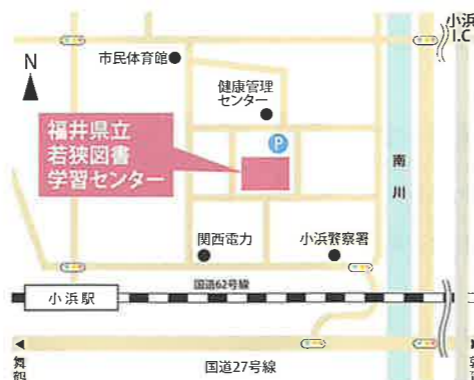 小浜
I.C
市民体育館
N
健康管理
センター
P
福井県立
若狭図書
学習センター
南川
関西電力
小浜警察署
国道62号線
小浜駅
国道27号線
舞鶴